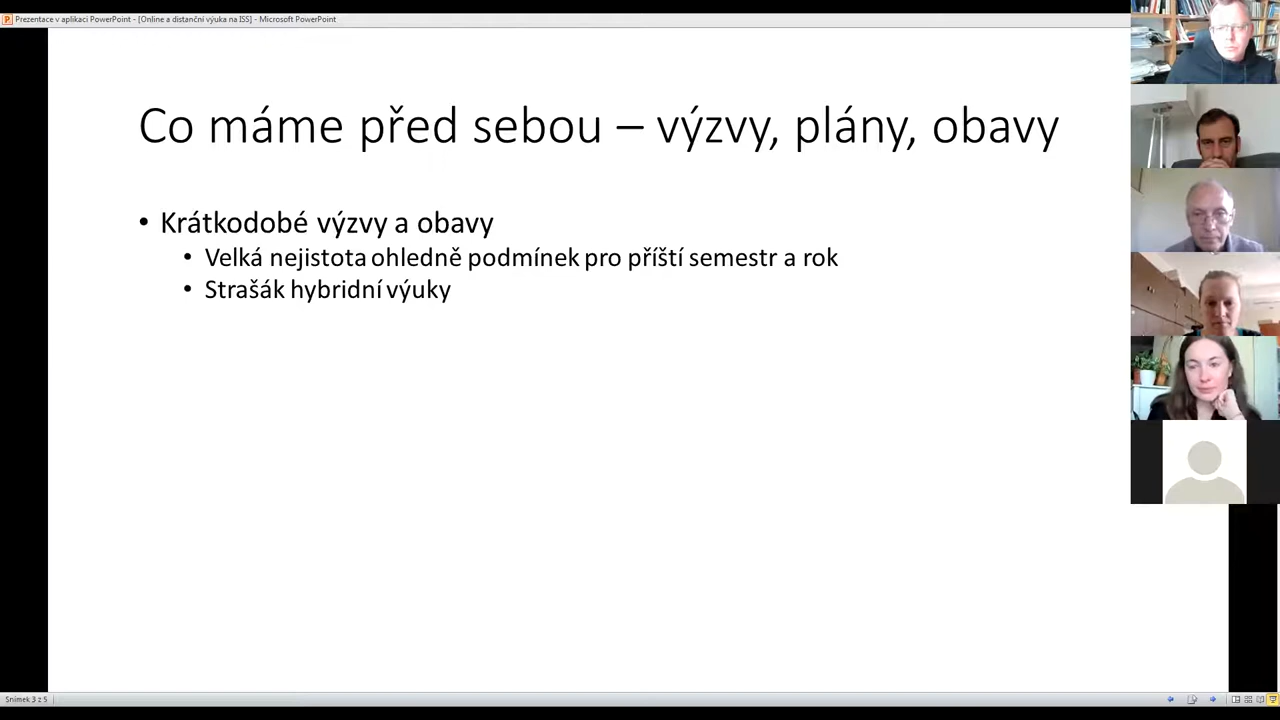 Prezentace v aplikaci PowerPoint - [Online a distanční výuka na ISS] - Microsoft PowerPoint
Co máme před sebou – výzvy, plány, obavy
• Krátkodobé výzvy a obavy
• Velká nejistota ohledně podmínek pro příští semestr a rok
• Strašák hybridní výuky
Snímek 3 z 5